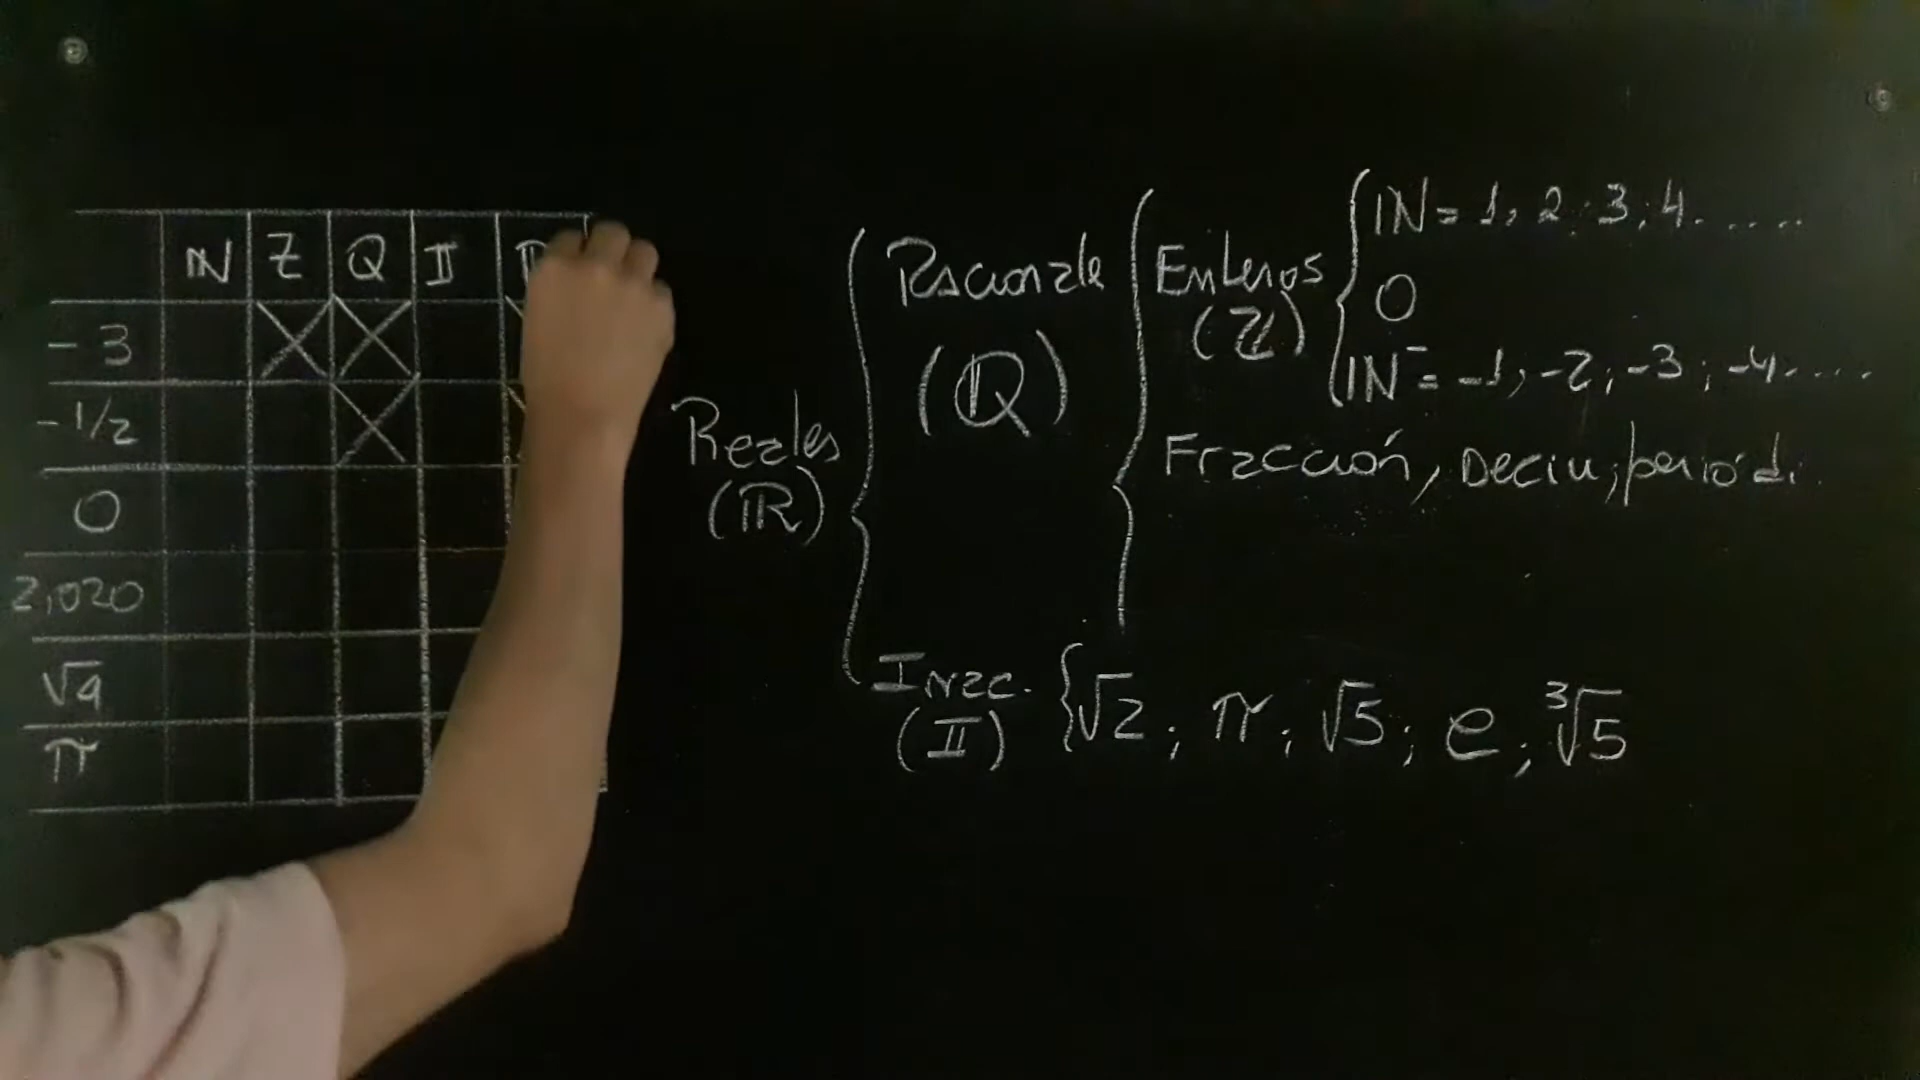 ℕ Z Q 𝕀
-3
-1/2
0
2,020
√4
π
Reales
(ℝ)
Racionale
(ℚ)
Enteros
(ℤ)
ℕ = 1, 2, 3, 4.....
0
ℕ⁻ = -1, -2, -3, -4....
Fracción, Decim, periódi.
Irrac.
(𝕀)
{√2; π; √5; e; ³√5